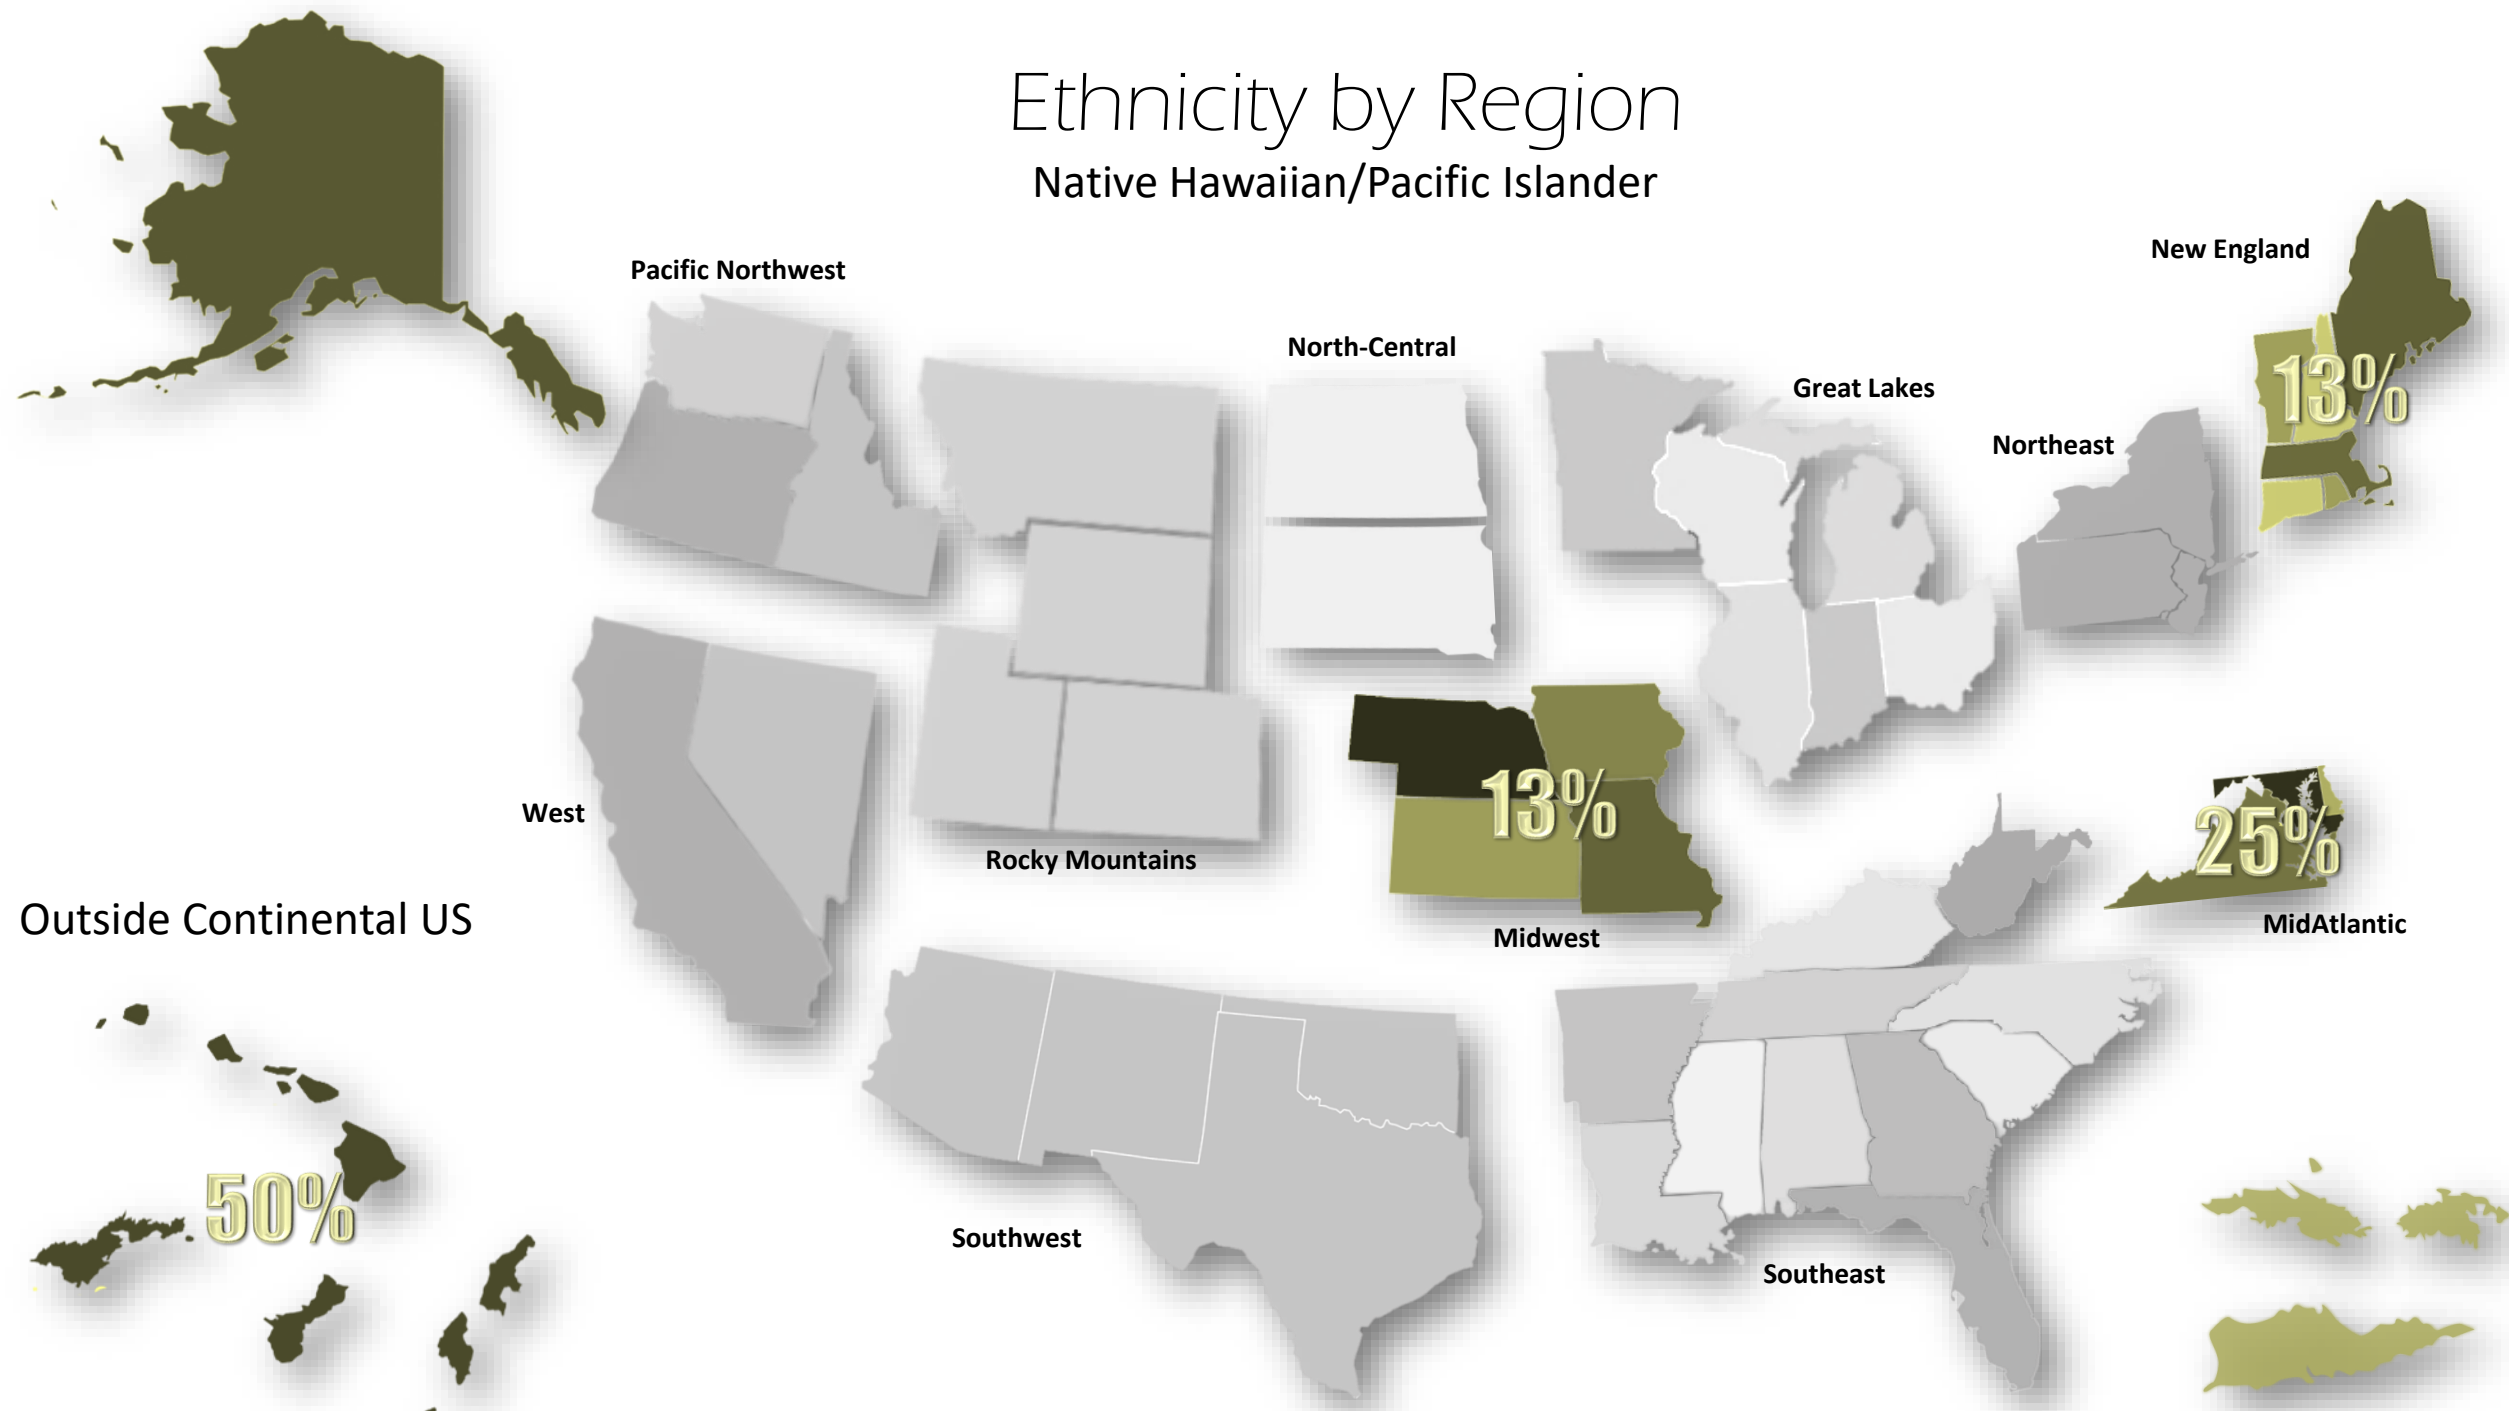 Ethnicity by Region
Native Hawaiian/Pacific Islander
New England
Pacific Northwest
North-Central
13%
Great Lakes
Northeast
13%
West
25%
Rocky Mountains
Outside Continental US
Midwest
MidAtlantic
50%
Southwest
Southeast